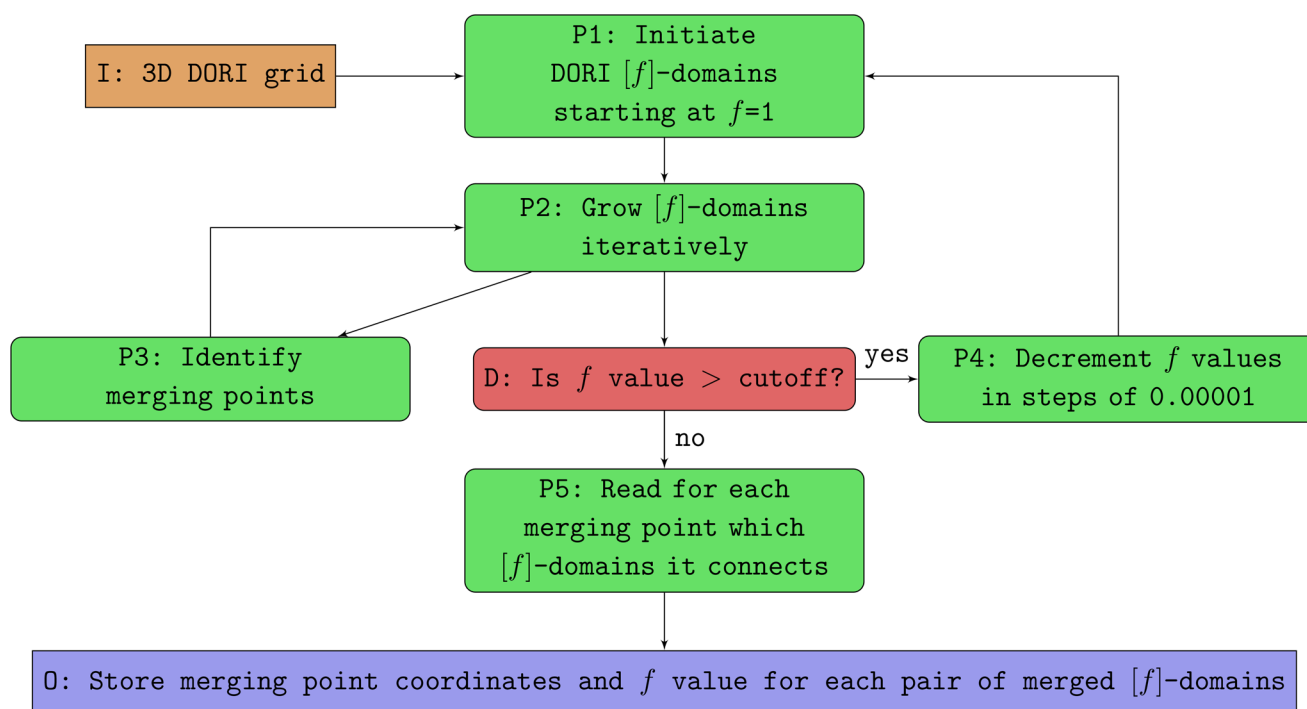 P1: Initiate
DORI [f]-domains
starting at f=1
I: 3D DORI grid
P2: Grow [f]-domains
iteratively
P3: Identify
merging points
D: Is f value > cutoff?
yes
P4: Decrement f values
in steps of 0.00001
no
P5: Read for each
merging point which
[f]-domains it connects
O: Store merging point coordinates and f value for each pair of merged [f]-domains